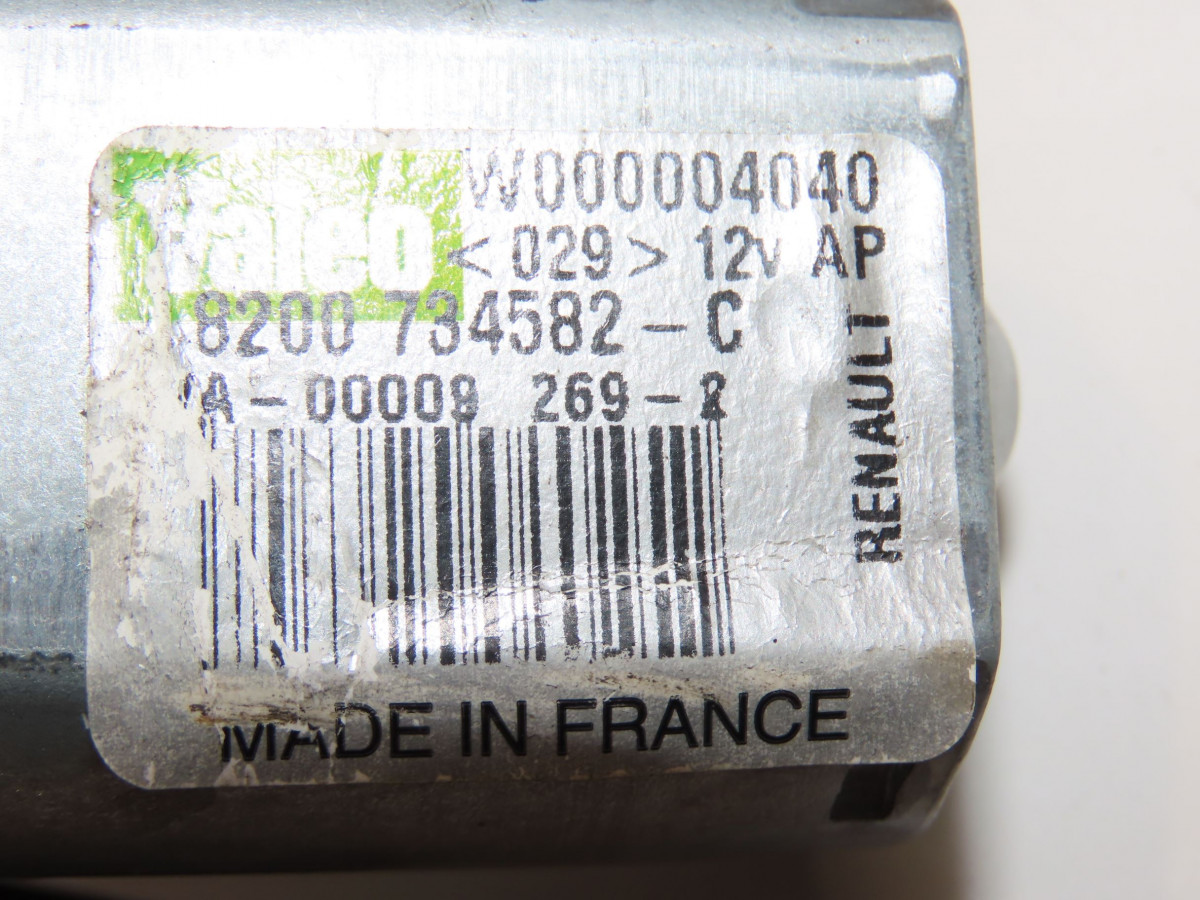 valeo
W000004040
< 029 > 12v AP
8200 734582 - C
A - 00009 269 - 2
RENAULT
MADE IN FRANCE